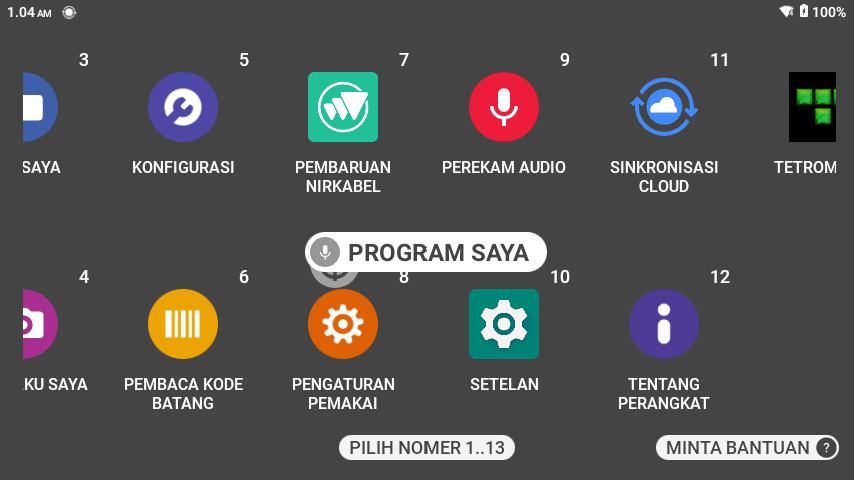 1.04 AM
100%
3
5
7
9
11
SAYA
KONFIGURASI
PEMBARUAN
NIRKABEL
PEREKAM AUDIO
SINKRONISASI
CLOUD
TETROM
PROGRAM SAYA
4
6
8
10
12
KU SAYA
PEMBACA KODE
BATANG
PENGATURAN
PEMAKAI
SETELAN
TENTANG
PERANGKAT
PILIH NOMER 1..13
MINTA BANTUAN ?